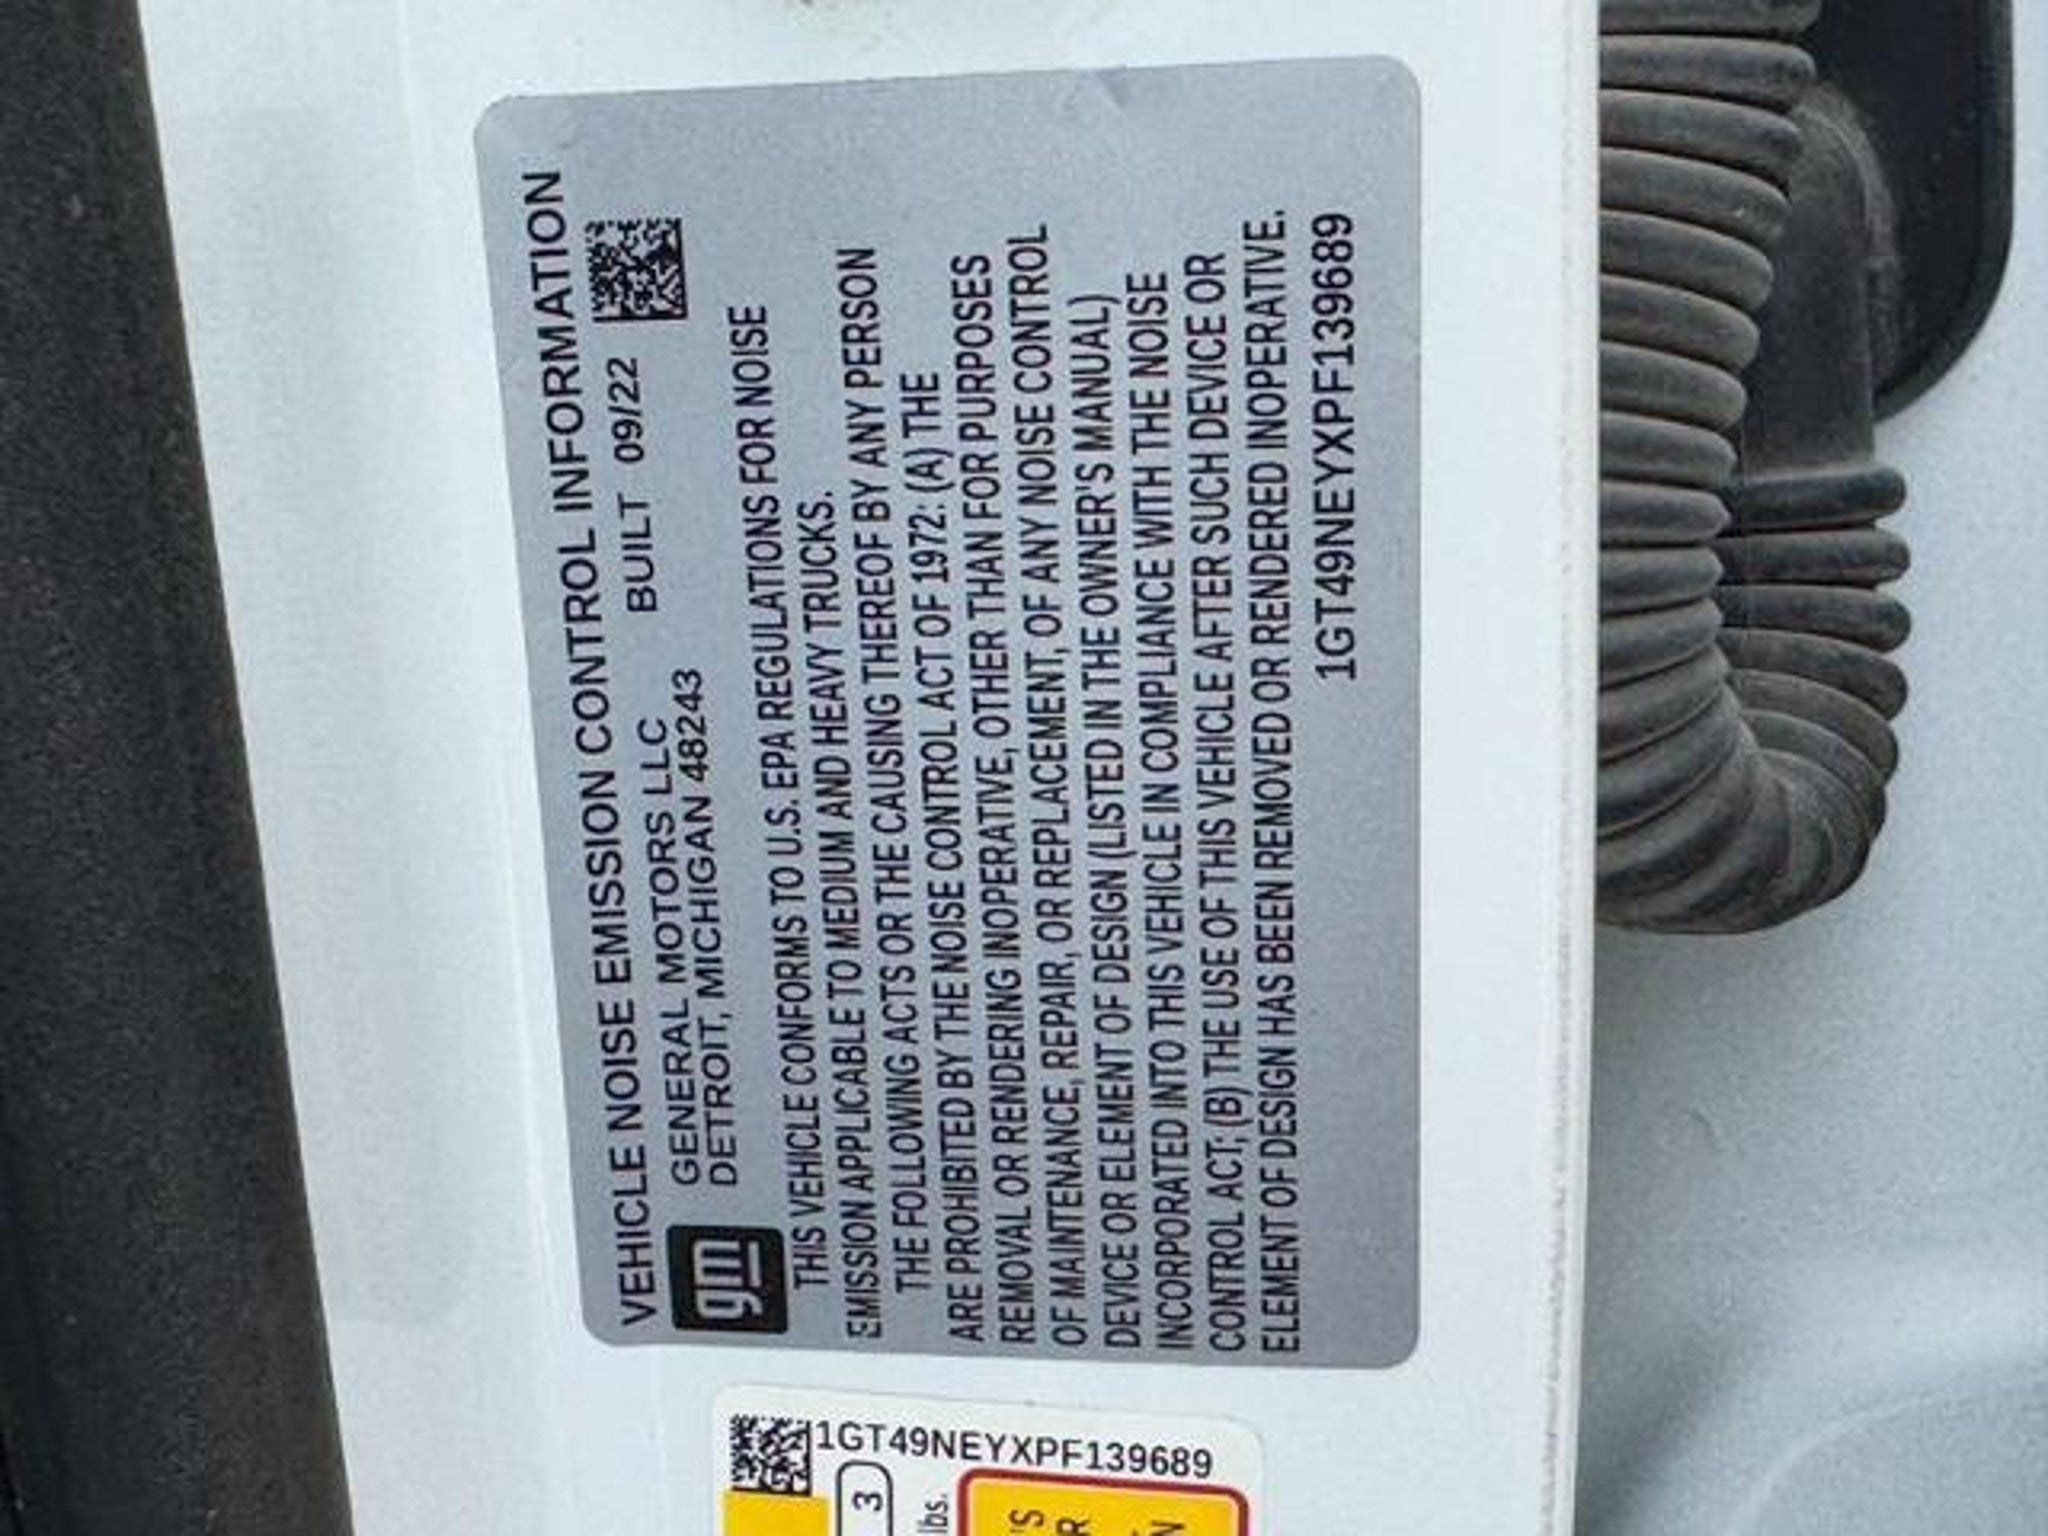 VEHICLE NOISE EMISSION CONTROL INFORMATION
gm
GENERAL MOTORS LLC BUILT 09/22
DETROIT, MICHIGAN 48243
THIS VEHICLE CONFORMS TO U.S. EPA REGULATIONS FOR NOISE
EMISSION APPLICABLE TO MEDIUM AND HEAVY TRUCKS.
THE FOLLOWING ACTS OR THE CAUSING THEREOF BY ANY PERSON
ARE PROHIBITED BY THE NOISE CONTROL ACT OF 1972: (A) THE
REMOVAL OR RENDERING INOPERATIVE, OTHER THAN FOR PURPOSES
OF MAINTENANCE, REPAIR, OR REPLACEMENT, OF ANY NOISE CONTROL
DEVICE OR ELEMENT OF DESIGN (LISTED IN THE OWNER'S MANUAL)
INCORPORATED INTO THIS VEHICLE IN COMPLIANCE WITH THE NOISE
CONTROL ACT; (B) THE USE OF THIS VEHICLE AFTER SUCH DEVICE OR
ELEMENT OF DESIGN HAS BEEN REMOVED OR RENDERED INOPERATIVE.
1GT49NEYXPF139689
1GT49NEYXPF139689
3
lbs.